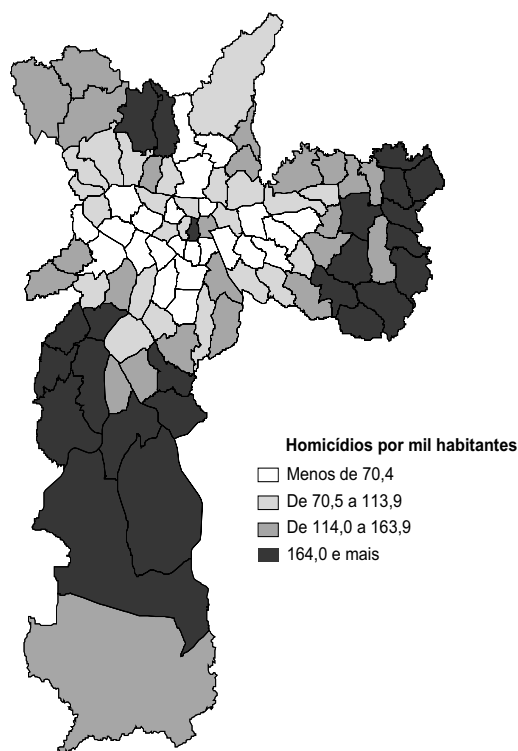 Homicídios por mil habitantes
Menos de 70,4
De 70,5 a 113,9
De 114,0 a 163,9
164,0 e mais